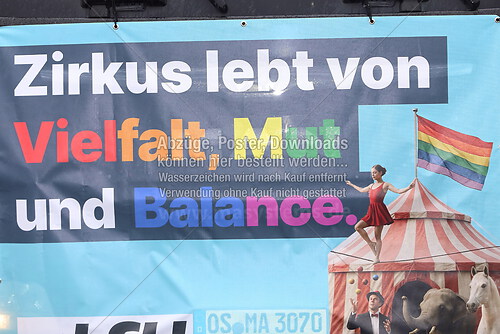 Zirkus lebt von
Vielfalt, Mut
und Balance.
Abzüge, Poster, Downloads
können hier bestellt werden...
Wasserzeichen wird nach Kauf entfernt
Verwendung ohne Kauf nicht gestattet
OS MA 3070